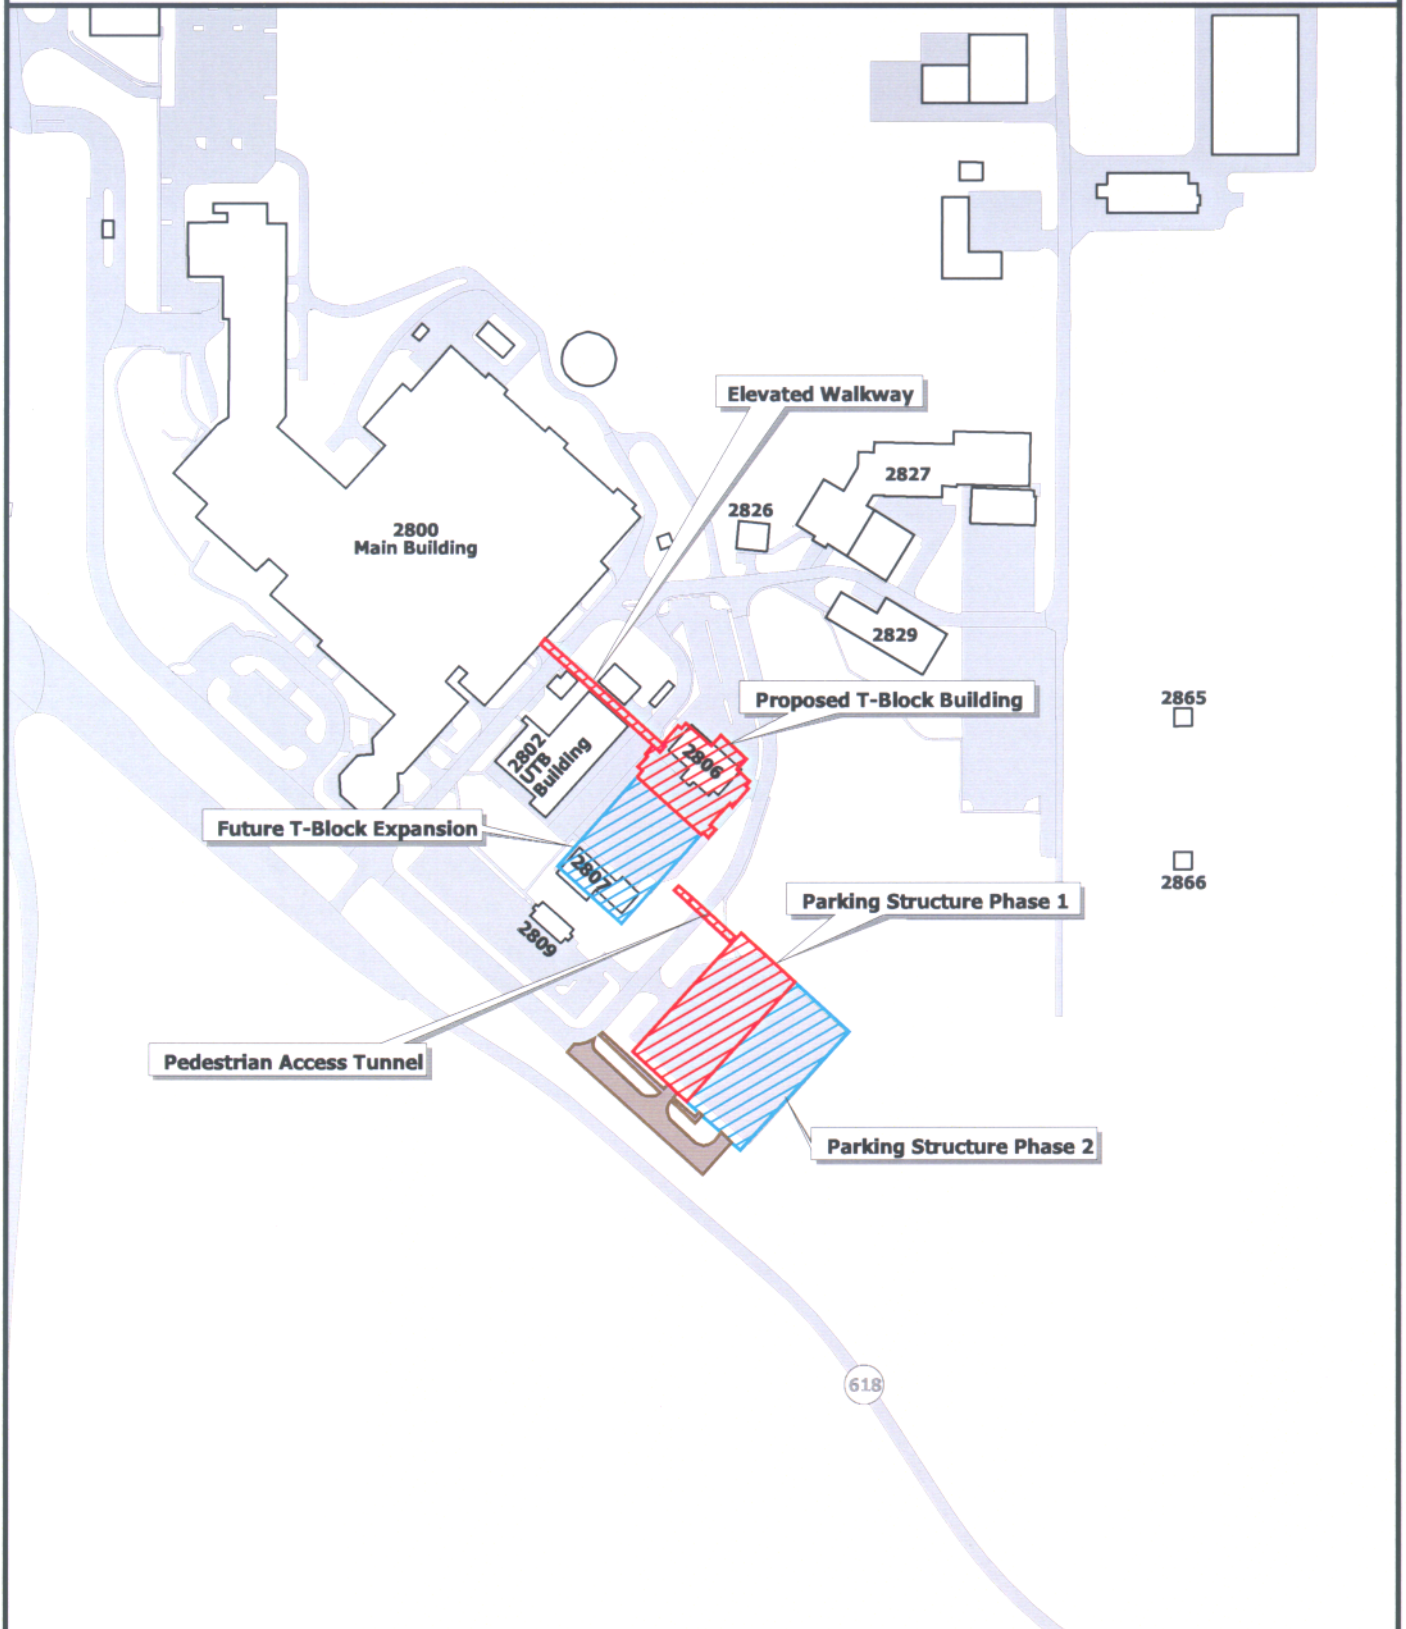 Elevated Walkway
2827
2826
2800
Main Building
2829
Proposed T-Block Building
2865
2802
UTB
Building
2806
Future T-Block Expansion
2807
2866
Parking Structure Phase 1
2809
Pedestrian Access Tunnel
Parking Structure Phase 2
618